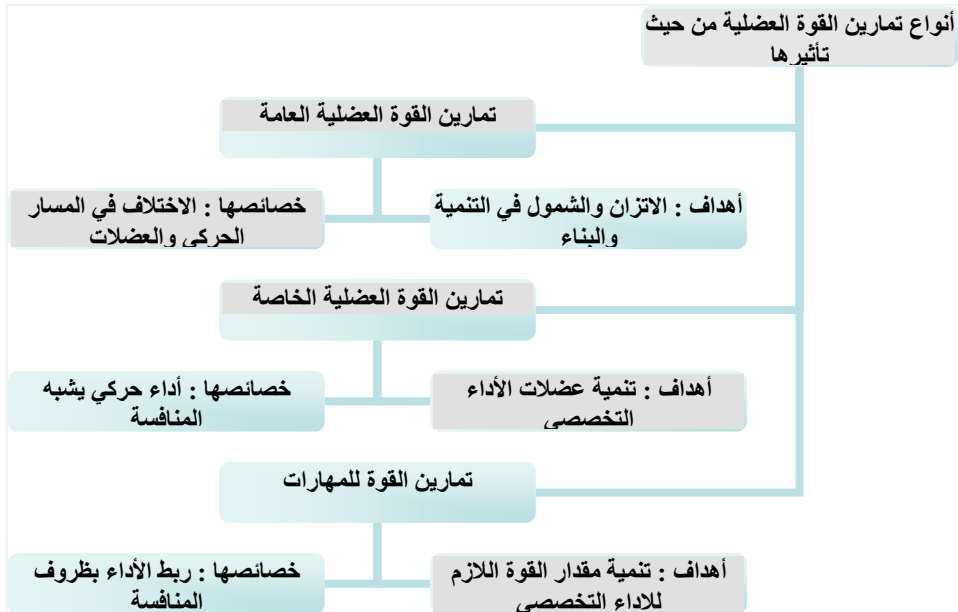 أنواع تمارين القوة العضلية من حيث
تأثيرها
تمارين القوة العضلية العامة
أهداف : الاتزان والشمول في التنمية
والبناء
خصائصها : الاختلاف في المسار
الحركي والعضلات
تمارين القوة العضلية الخاصة
أهداف : تنمية عضلات الأداء
التخصصي
خصائصها : أداء حركي يشبه
المنافسة
تمارين القوة للمهارات
أهداف : تنمية مقدار القوة اللازم
للاداء التخصصي
خصائصها : ربط الأداء بظروف
المنافسة